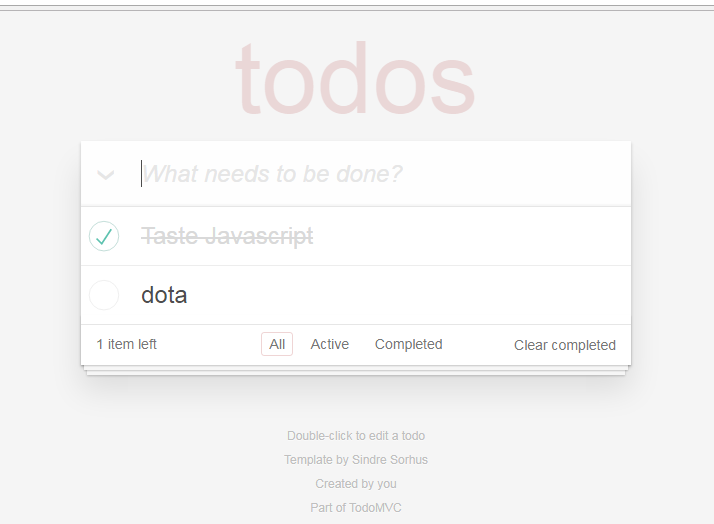 todos
What needs to be done?
Taste Javascript
dota
1 item left All Active Completed Clear completed
Double-click to edit a todo
Template by Sindre Sorhus
Created by you
Part of TodoMVC